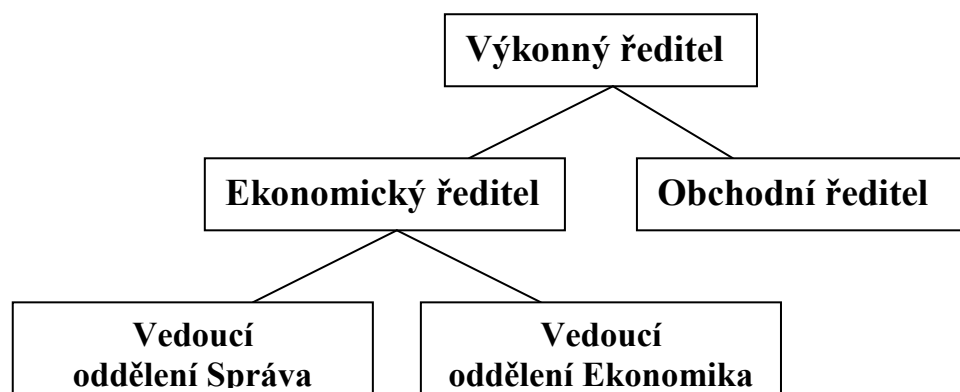 Výkonný ředitel
Ekonomický ředitel
Obchodní ředitel
Vedoucí
oddělení Správa
Vedoucí
oddělení Ekonomika